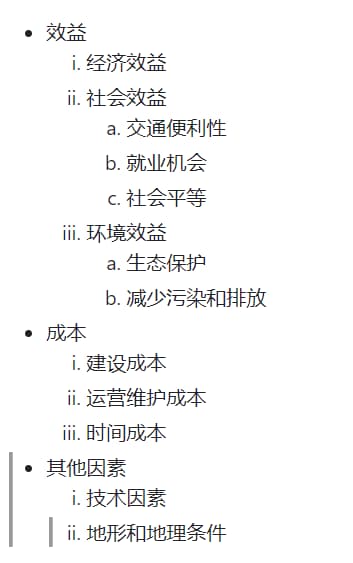 • 效益
i. 经济效益
ii. 社会效益
a. 交通便利性
b. 就业机会
c. 社会平等
iii. 环境效益
a. 生态保护
b. 减少污染和排放
• 成本
i. 建设成本
ii. 运营维护成本
iii. 时间成本
• 其他因素
i. 技术因素
ii. 地形和地理条件